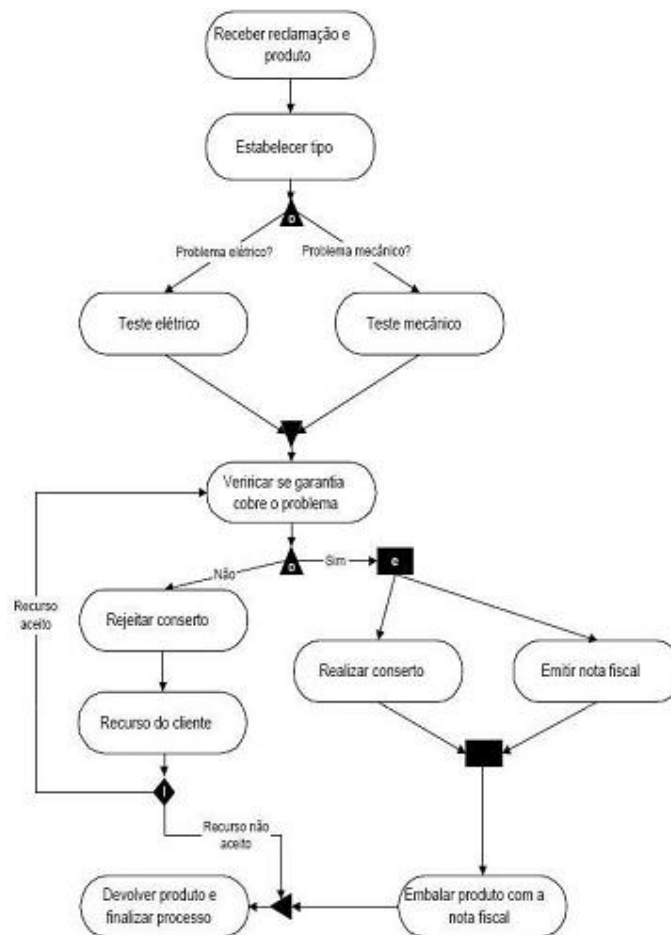 Receber reclamação e
produto
Estabelecer tipo
o
Problema elétrico?
Problema mecânico?
Teste elétrico
Teste mecânico
Veriricar se garantia
cobre o problema
o
Sim
e
Não
Recurso
aceito
Rejeitar conserto
Realizar conserto
Emitir nota fiscal
Recurso do cliente
I
Recurso não
aceito
Devolver produto e
finalizar processo
Embalar produto com a
nota fiscal